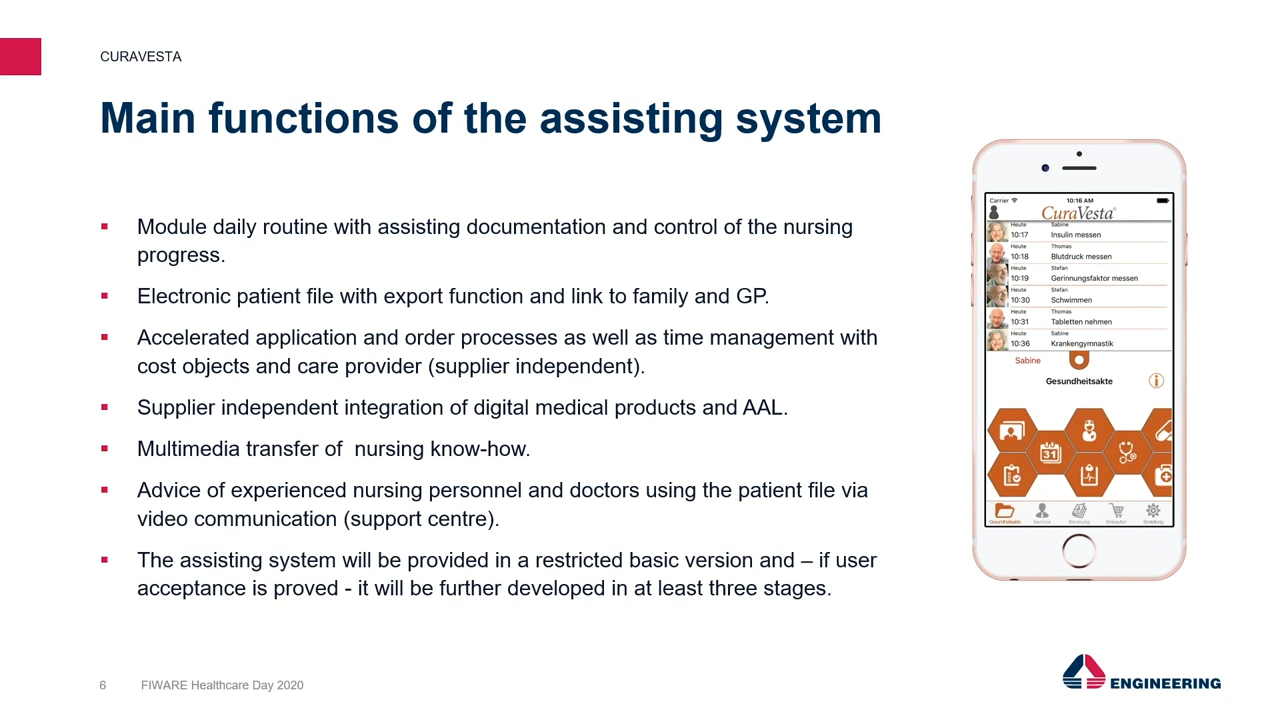 CURAVESTA
Main functions of the assisting system
▪ Module daily routine with assisting documentation and control of the nursing
progress.
▪ Electronic patient file with export function and link to family and GP.
▪ Accelerated application and order processes as well as time management with
cost objects and care provider (supplier independent).
▪ Supplier independent integration of digital medical products and AAL.
▪ Multimedia transfer of  nursing know-how.
▪ Advice of experienced nursing personnel and doctors using the patient file via
video communication (support centre).
▪ The assisting system will be provided in a restricted basic version and – if user
acceptance is proved - it will be further developed in at least three stages.
Carrier 10:16 AM
CuraVesta®
Heute Sabine
10:17 Insulin messen
Heute Thomas
10:18 Blutdruck messen
Heute Stefan
10:19 Gerinnungsfaktor messen
Heute Stefan
10:30 Schwimmen
Heute Thomas
10:31 Tabletten nehmen
Heute Sabine
10:36 Krankengymnastik
Sabine
Gesundheitsakte
i
31
Gesundheitsakte Service Beratung Einkaufen Einstellung
6 FIWARE Healthcare Day 2020
ENGINEERING